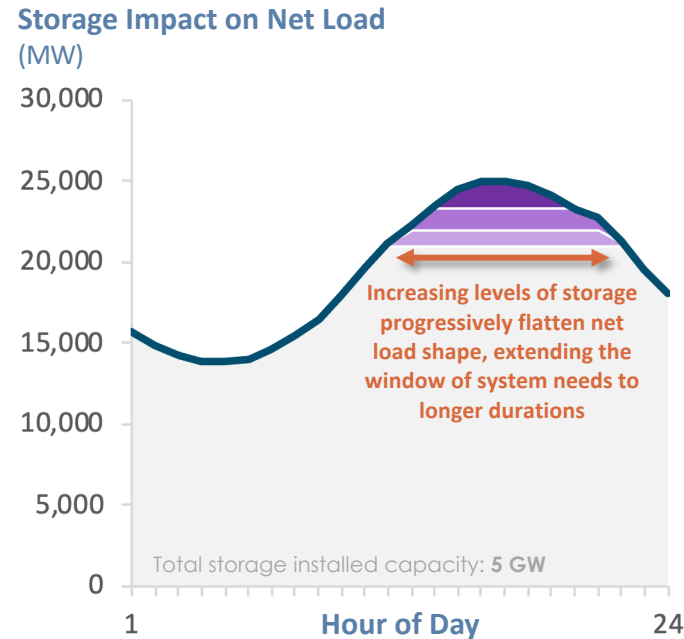 Storage Impact on Net Load
(MW)
30,000
25,000
20,000
15,000
10,000
5,000
0
Increasing levels of storage
progressively flatten net
load shape, extending the
window of system needs to
longer durations
Total storage installed capacity: 5 GW
1
Hour of Day
24